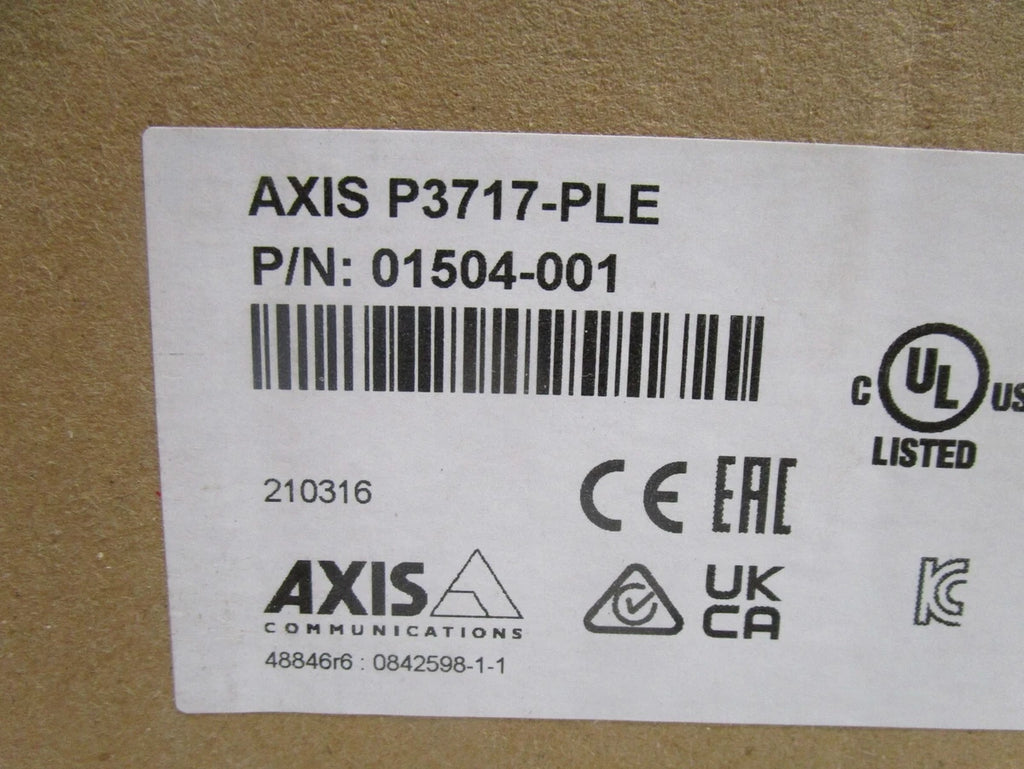 AXIS P3717-PLE
P/N: 01504-001
C UL US
LISTED
210316
CE EAC
AXIS
COMMUNICATIONS
UK
CA
KC
48846r6 : 0842598-1-1